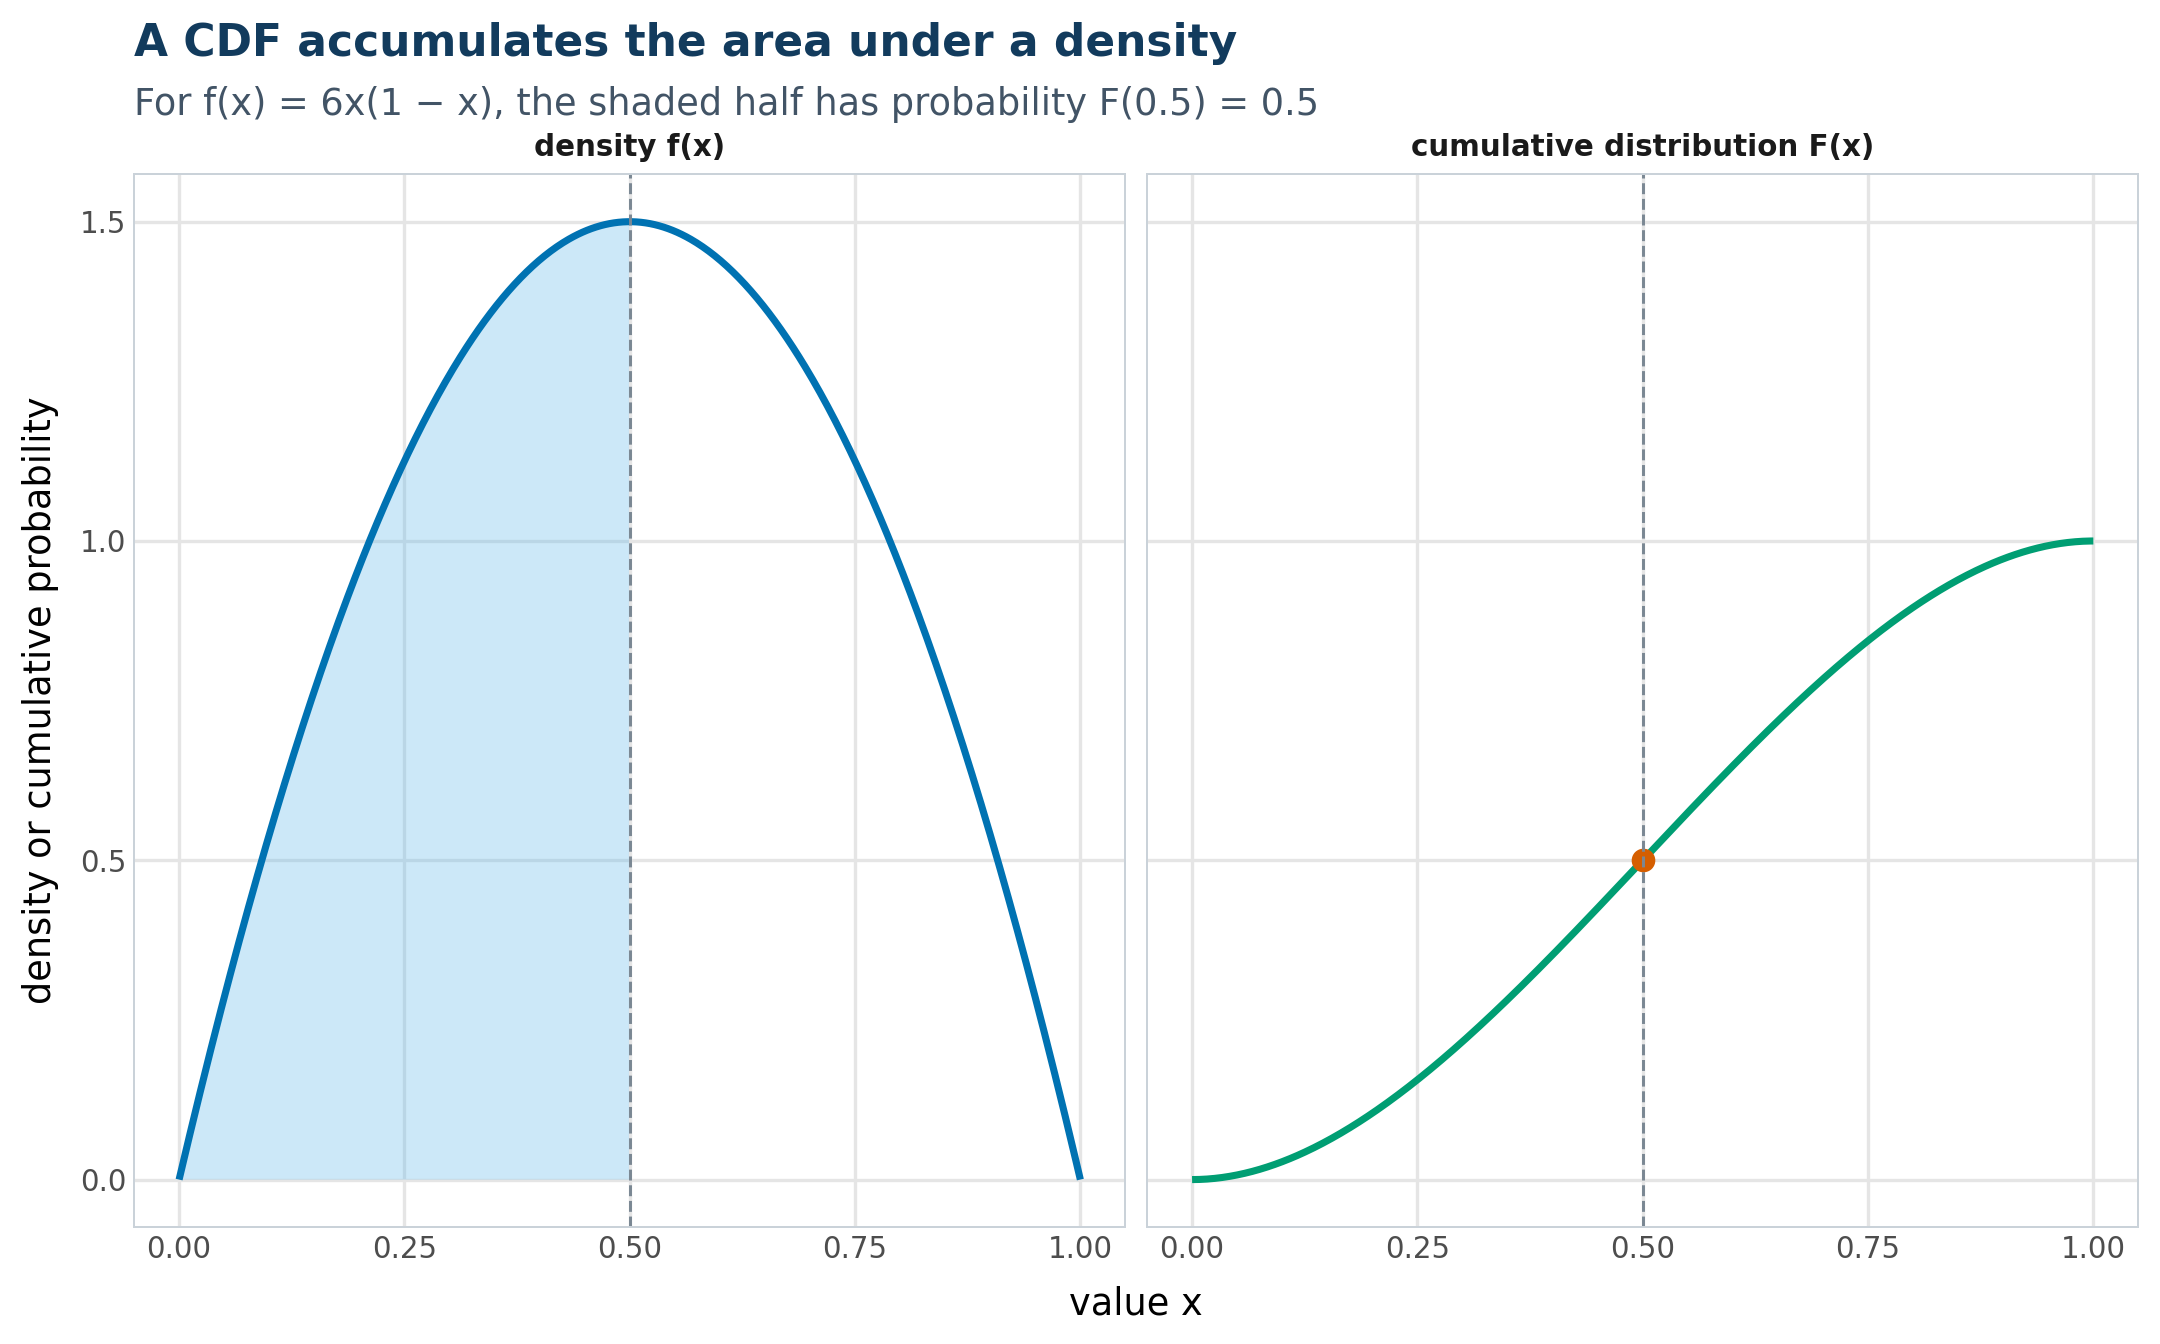 A CDF accumulates the area under a density
For f(x) = 6x(1 − x), the shaded half has probability F(0.5) = 0.5
density f(x)
cumulative distribution F(x)
density or cumulative probability
1.5
1.0
0.5
0.0
0.00 0.25 0.50 0.75 1.00
0.00 0.25 0.50 0.75 1.00
value x